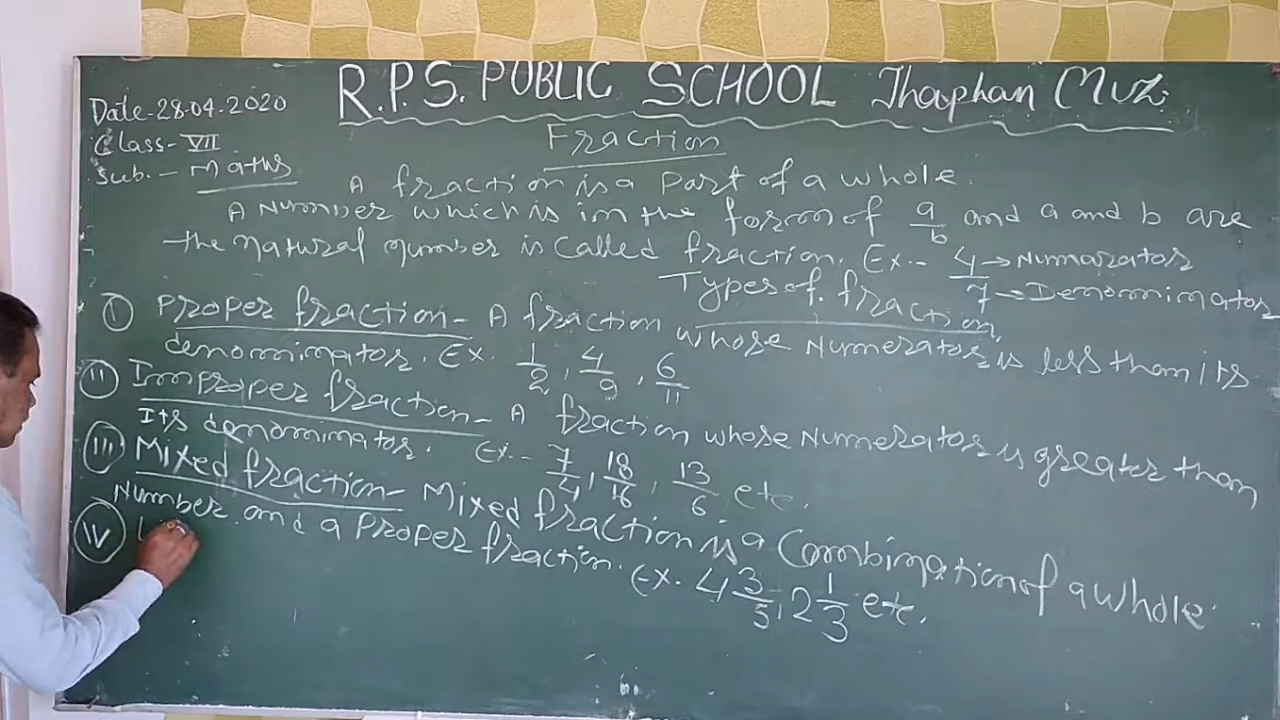 R.P.S. PUBLIC SCHOOL Jhaphan Muz.
Date-28.04.2020
Class-VII
Sub. - Maths
Fraction
A fraction is a Part of a whole.
A Number which is in the form of a/b and a and b are
the natural number is called fraction. Ex.- 4/7 → Numarator → Denominator
Types of fraction
I Proper fraction - A fraction whose Numerator is less than its
denominator. Ex. 1/2, 4/9, 6/11
II Improper fraction - A fraction whose Numerator is greater than
Its denominator. Ex.- 7/4, 18/16, 13/6 etc.
III Mixed fraction - Mixed fraction is a Combination of a whole
Number and a Proper fraction. Ex. 4 3/5, 2 1/3 etc.
IV